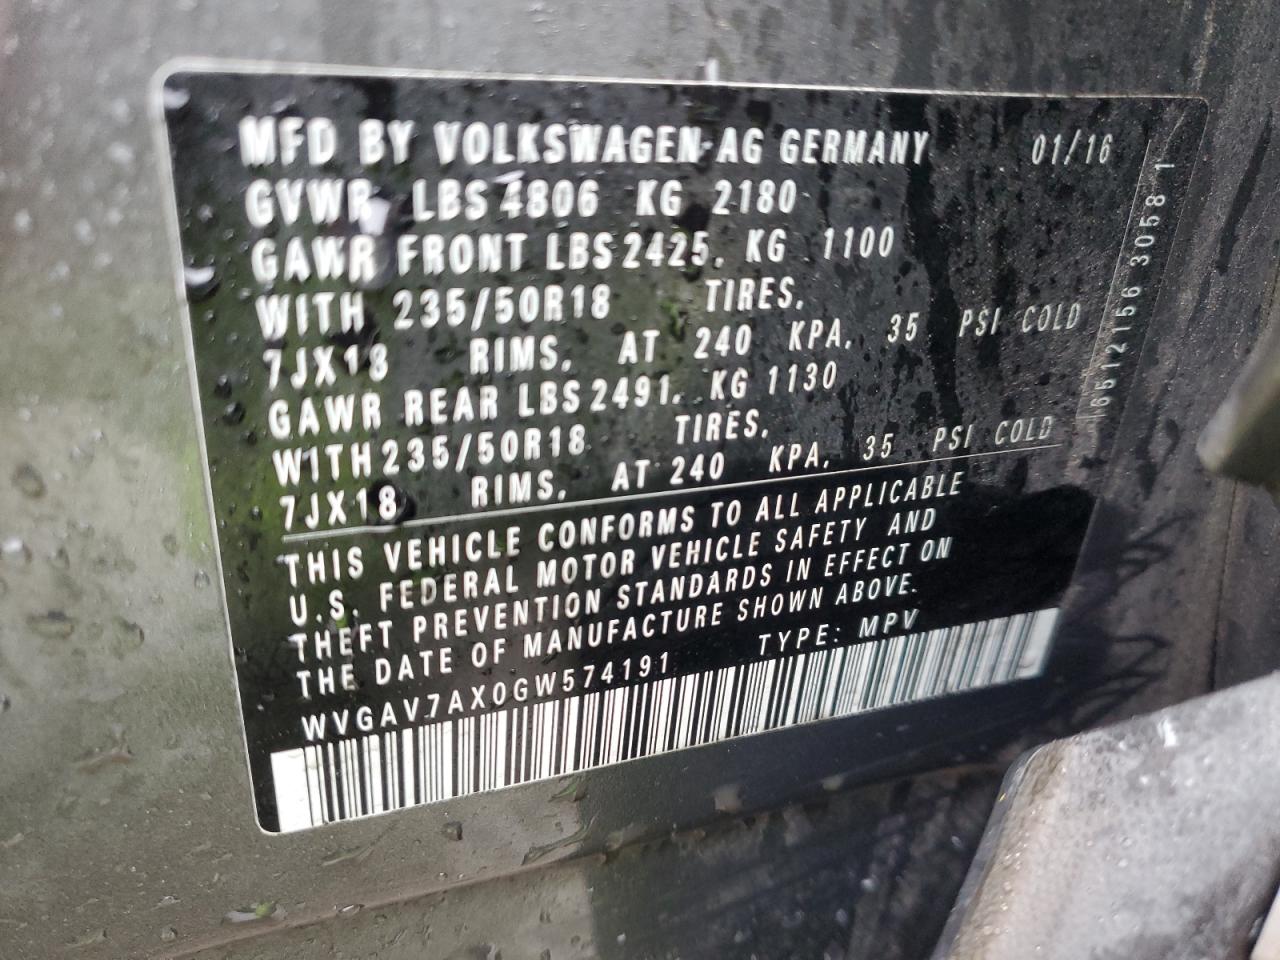 MFD BY VOLKSWAGEN AG GERMANY 01/16
GVWR LBS 4806 KG 2180
GAWR FRONT LBS 2425. KG 1100
WITH 235/50R18 TIRES,
7JX18 RIMS, AT 240 KPA, 35 PSI COLD
GAWR REAR LBS 2491. KG 1130
WITH 235/50R18 TIRES,
7JX18 RIMS, AT 240 KPA, 35 PSI COLD
THIS VEHICLE CONFORMS TO ALL APPLICABLE
U.S. FEDERAL MOTOR VEHICLE SAFETY AND
THEFT PREVENTION STANDARDS IN EFFECT ON
THE DATE OF MANUFACTURE SHOWN ABOVE.
WVGAV7AX0GW574191 TYPE: MPV
16512156 3058 1